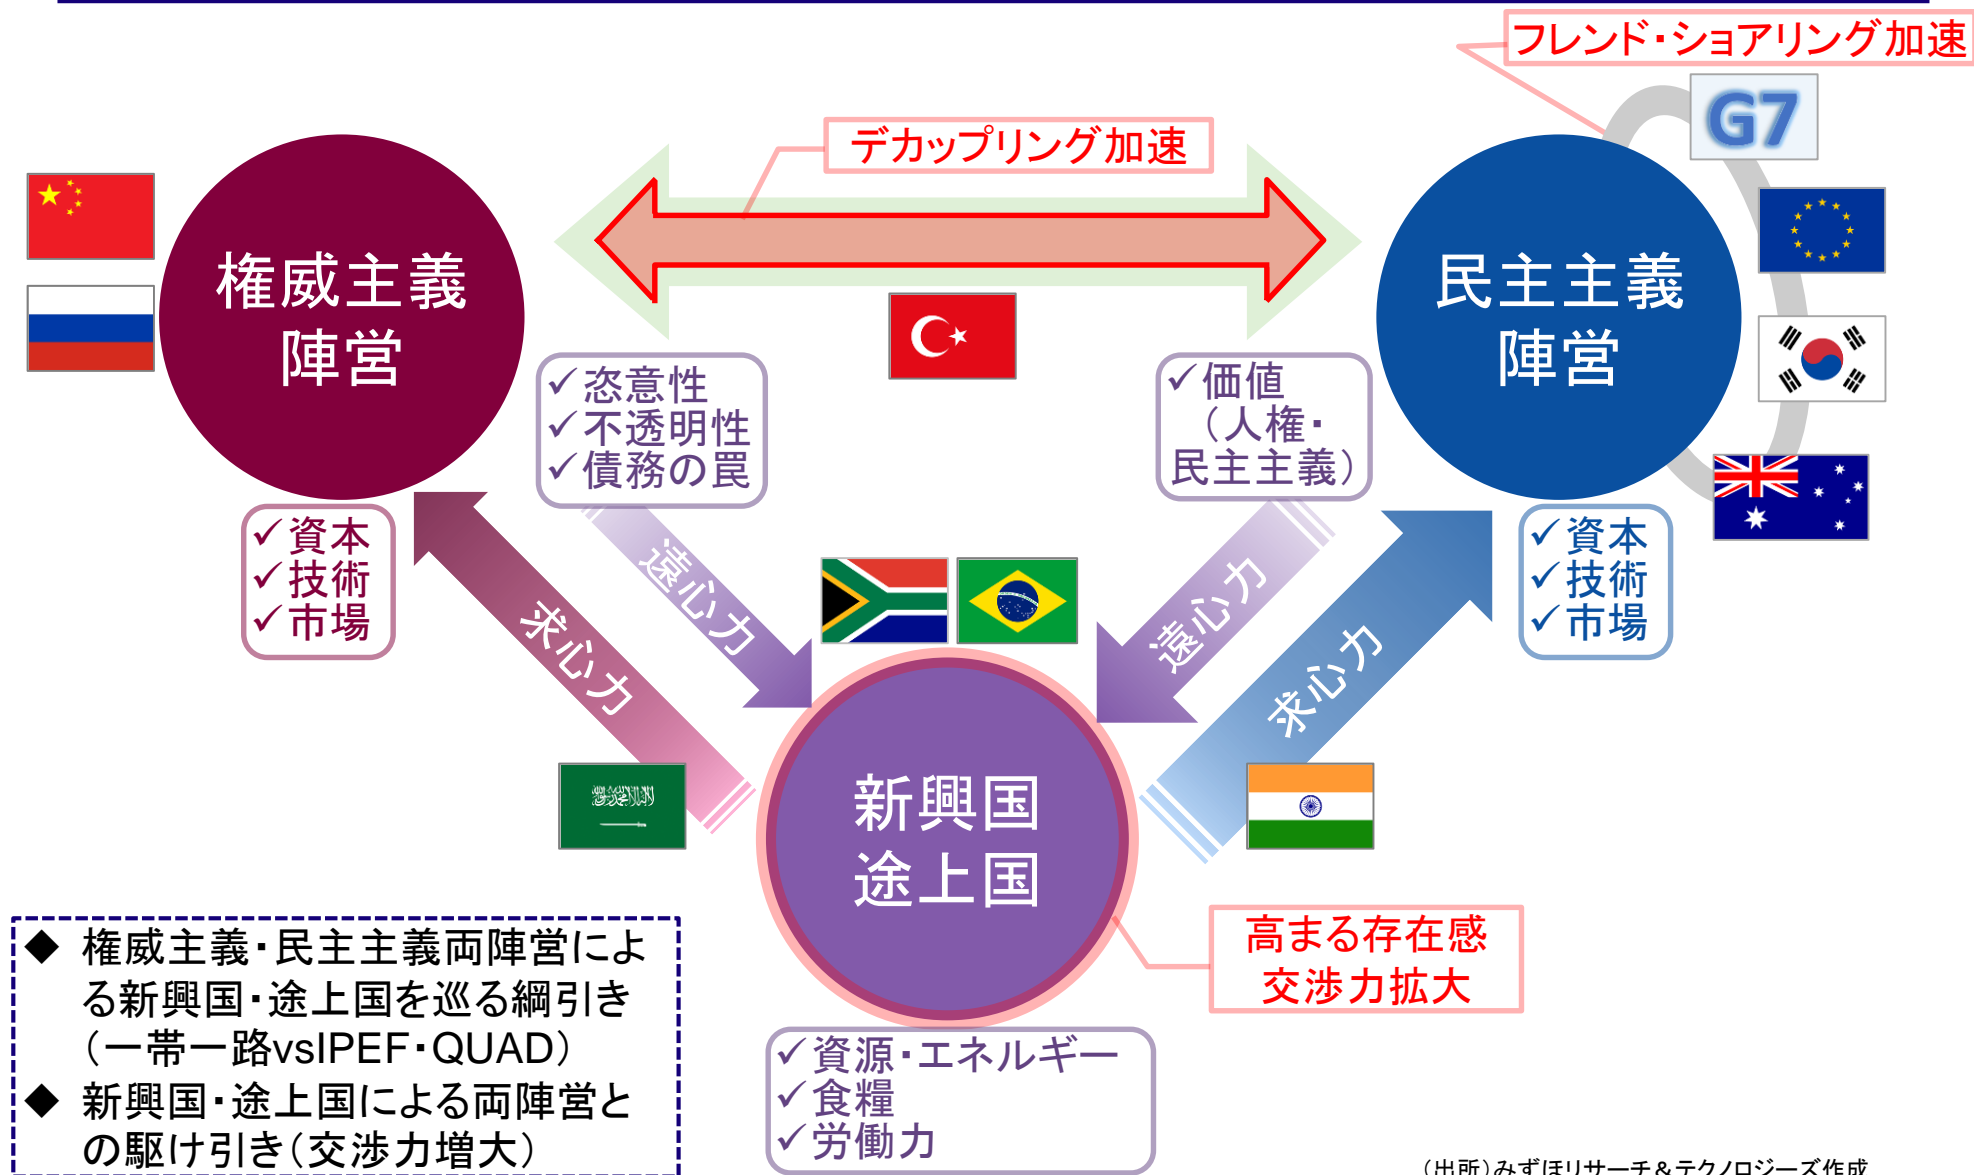 フレンド・ショアリング加速
G7
デカップリング加速
権威主義
陣営
民主主義
陣営
✓恣意性
✓不透明性
✓債務の罠
✓価値
（人権・
民主主義）
✓資本
✓技術
✓市場
✓資本
✓技術
✓市場
遠心力
求心力
遠心力
求心力
新興国
途上国
高まる存在感
交渉力拡大
✓資源・エネルギー
✓食糧
✓労働力
◆ 権威主義・民主主義両陣営によ
る新興国・途上国を巡る綱引き
（一帯一路vsIPEF・QUAD）
◆ 新興国・途上国による両陣営と
の駆け引き（交渉力増大）
（出所）みずほリサーチ＆テクノロジーズ作成